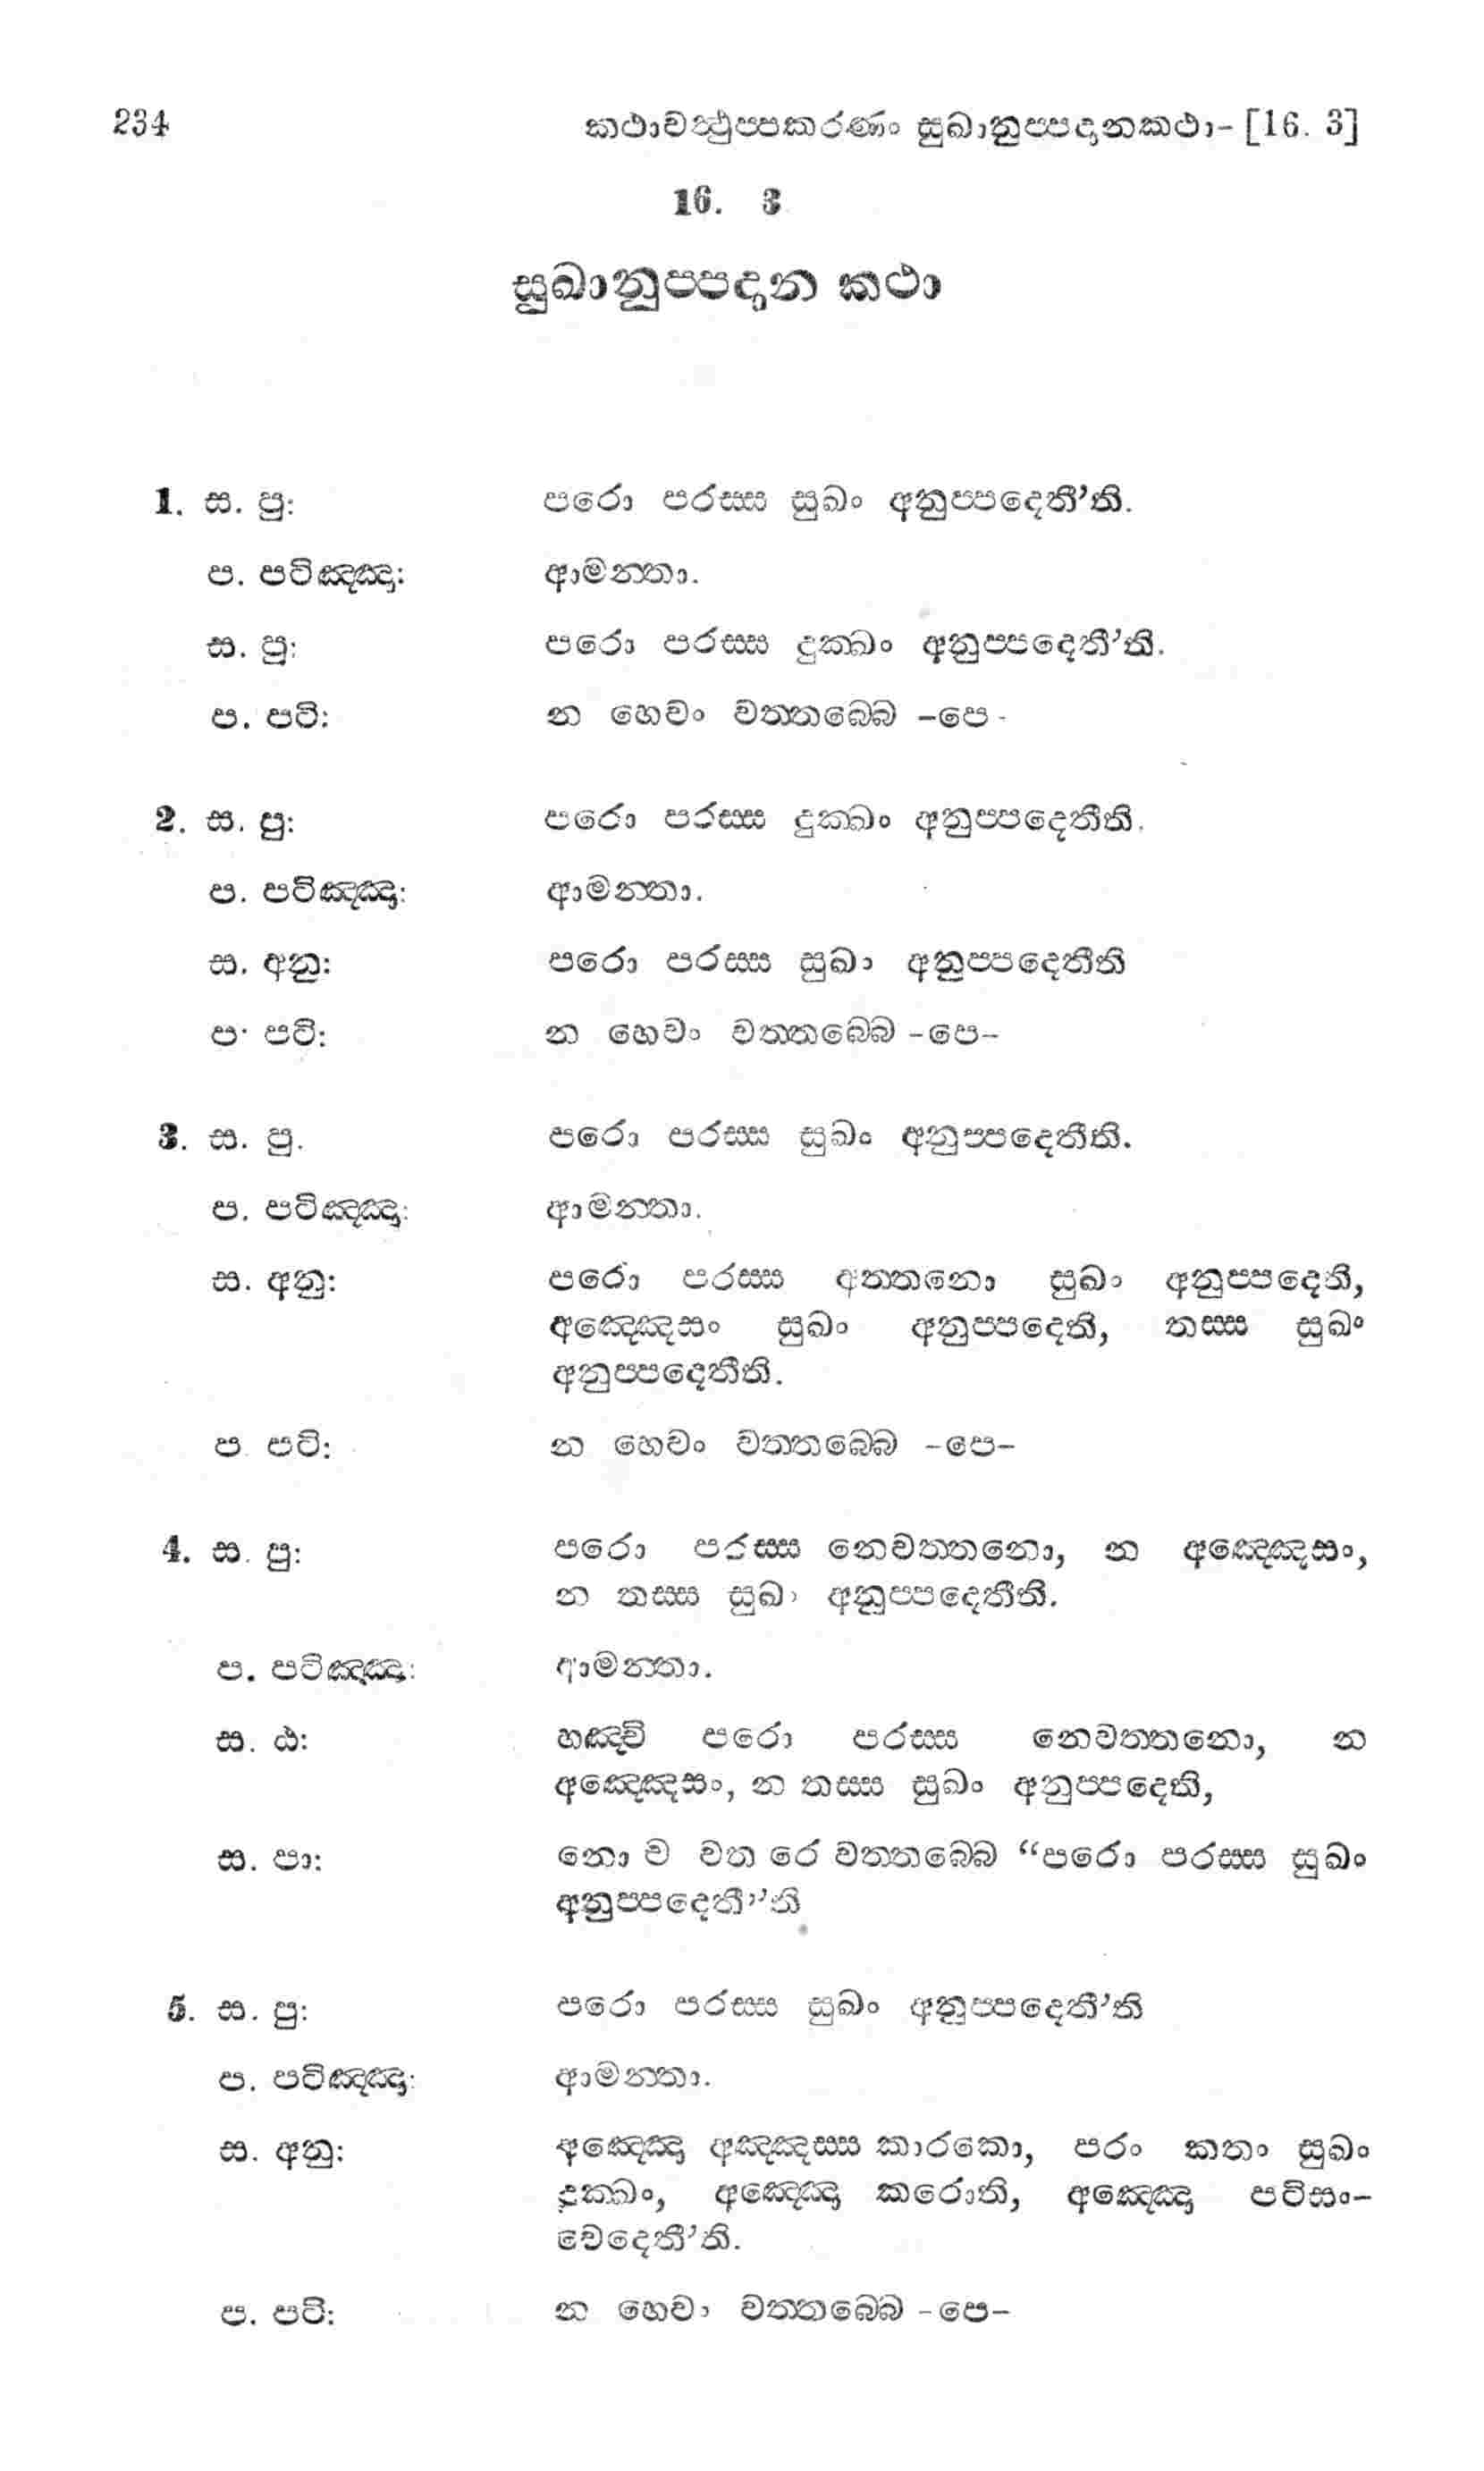 234 කථාවත්‍ථුප්පකරණං සුඛානුප්පදානකථා- [16. 3]
16. 3
සුඛානුප්පදාන කථා
1. ස. පු: පරො පරස්ස සුඛං අනුප්පදෙතී’ති.
ප. පටිඤ්ඤා: ආමන්තා.
ස. පු: පරො පරස්ස දුක්ඛං අනුප්පදෙතී’ති.
ප. පටි: න හෙවං වත්තබ්බෙ -පෙ-
2. ස. පු: පරො පරස්ස දුක්ඛං අනුප්පදෙතීති.
ප. පටිඤ්ඤා: ආමන්තා.
ස. අනු: පරො පරස්ස සුඛං අනුප්පදෙතීති
ප. පටි: න හෙවං වත්තබ්බෙ -පෙ-
3. ස. පු. පරො පරස්ස සුඛං අනුප්පදෙතීති.
ප. පටිඤ්ඤා: ආමන්තා.
ස. අනු: පරො පරස්ස අත්තනො සුඛං අනුප්පදෙති,
අඤ්ඤෙසං සුඛං අනුප්පදෙති, තස්ස සුඛං
අනුප්පදෙතීති.
ප පටි: න හෙවං වත්තබ්බෙ -පෙ-
4. ස. පු: පරො පරස්ස නෙවත්තනො, න අඤ්ඤෙසං,
න තස්ස සුඛං අනුප්පදෙතීති.
ප. පටිඤ්ඤා: ආමන්තා.
ස. ඨ: හඤ්චි පරො පරස්ස නෙවත්තනො, න
අඤ්ඤෙසං, න තස්ස සුඛං අනුප්පදෙති,
ස. පා: නො ච වත රෙ වත්තබ්බෙ “පරො පරස්ස සුඛං
අනුප්පදෙතී”ති
5. ස. පු: පරො පරස්ස සුඛං අනුප්පදෙතී’ති
ප. පටිඤ්ඤා: ආමන්තා.
ස. අනු: අඤ්ඤො අඤ්ඤස්ස කාරකො, පරං කතං සුඛං
දුක්ඛං, අඤ්ඤො කරොති, අඤ්ඤො පටිසං-
වෙදෙතී’ති.
ප. පටි: න හෙවං වත්තබ්බෙ -පෙ-